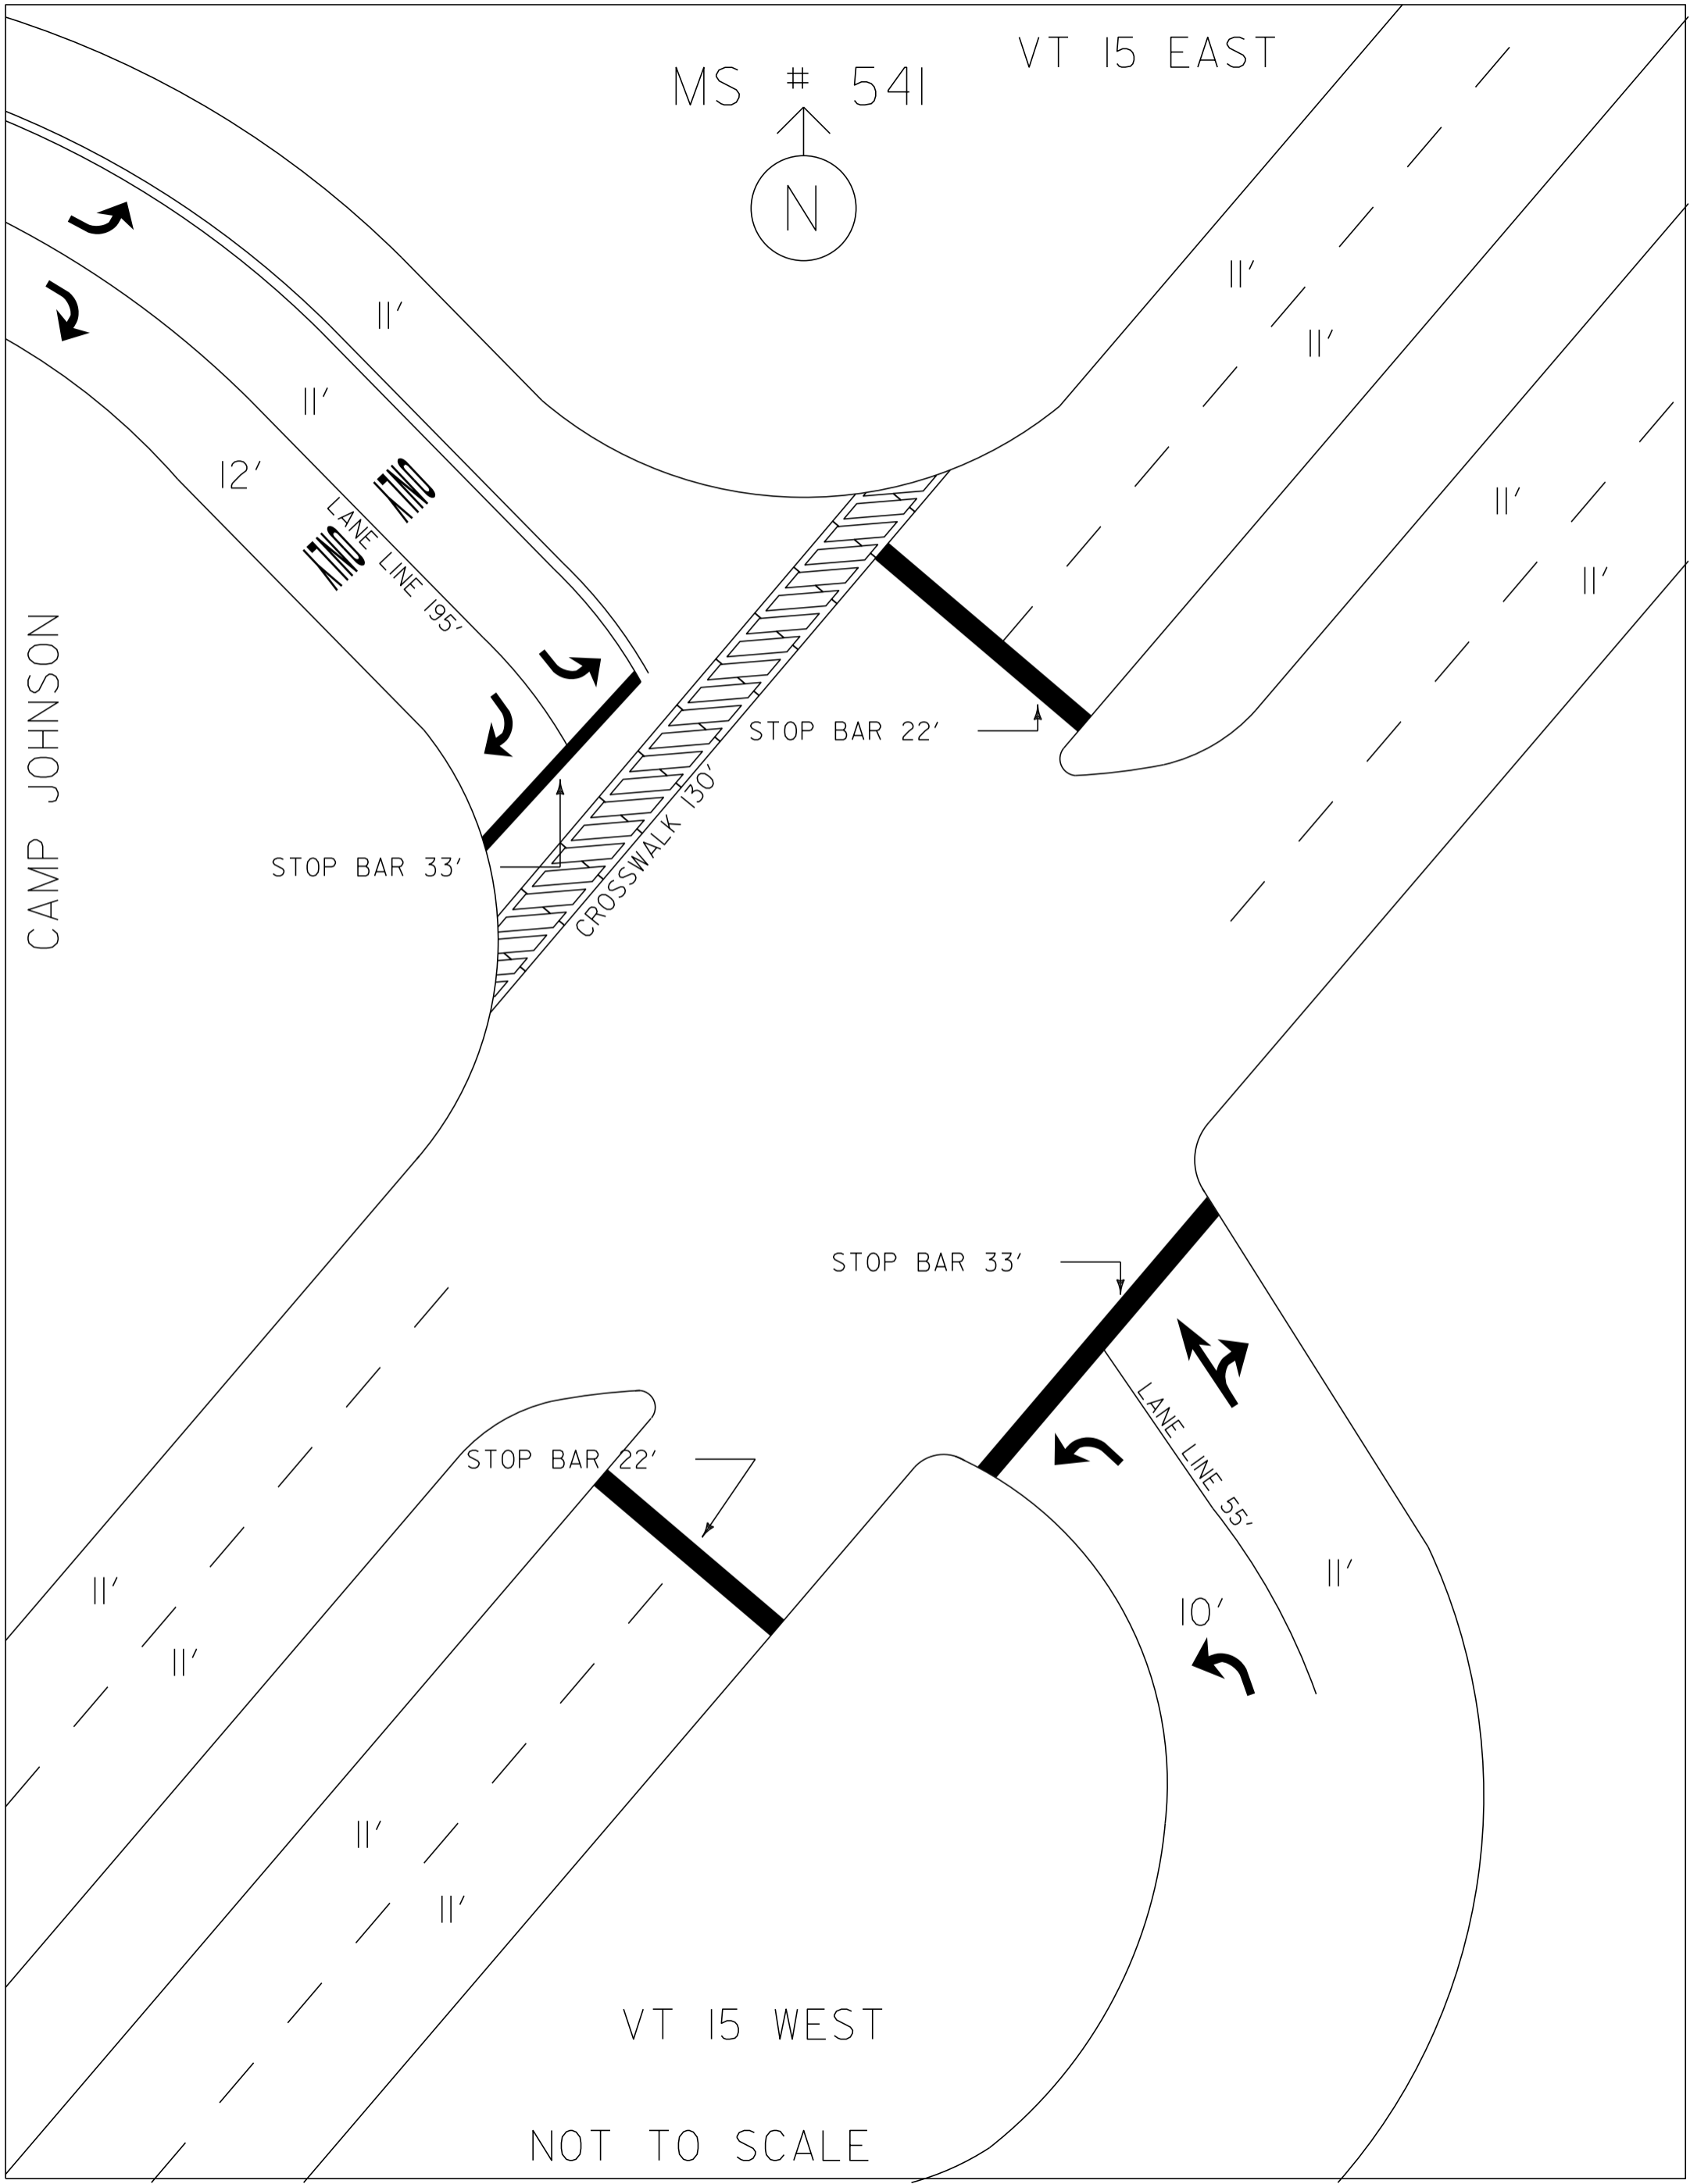 VT 15 EAST
MS # 541
N
11'
11'
11'
11'
12'
ONLY
ONLY
LANE LINE 195'
11'
11'
CAMP JOHNSON
STOP BAR 22'
STOP BAR 33'
CROSSWALK 130'
STOP BAR 33'
LANE LINE 55'
STOP BAR 22'
11'
11'
10'
11'
11'
11'
VT 15 WEST
NOT TO SCALE